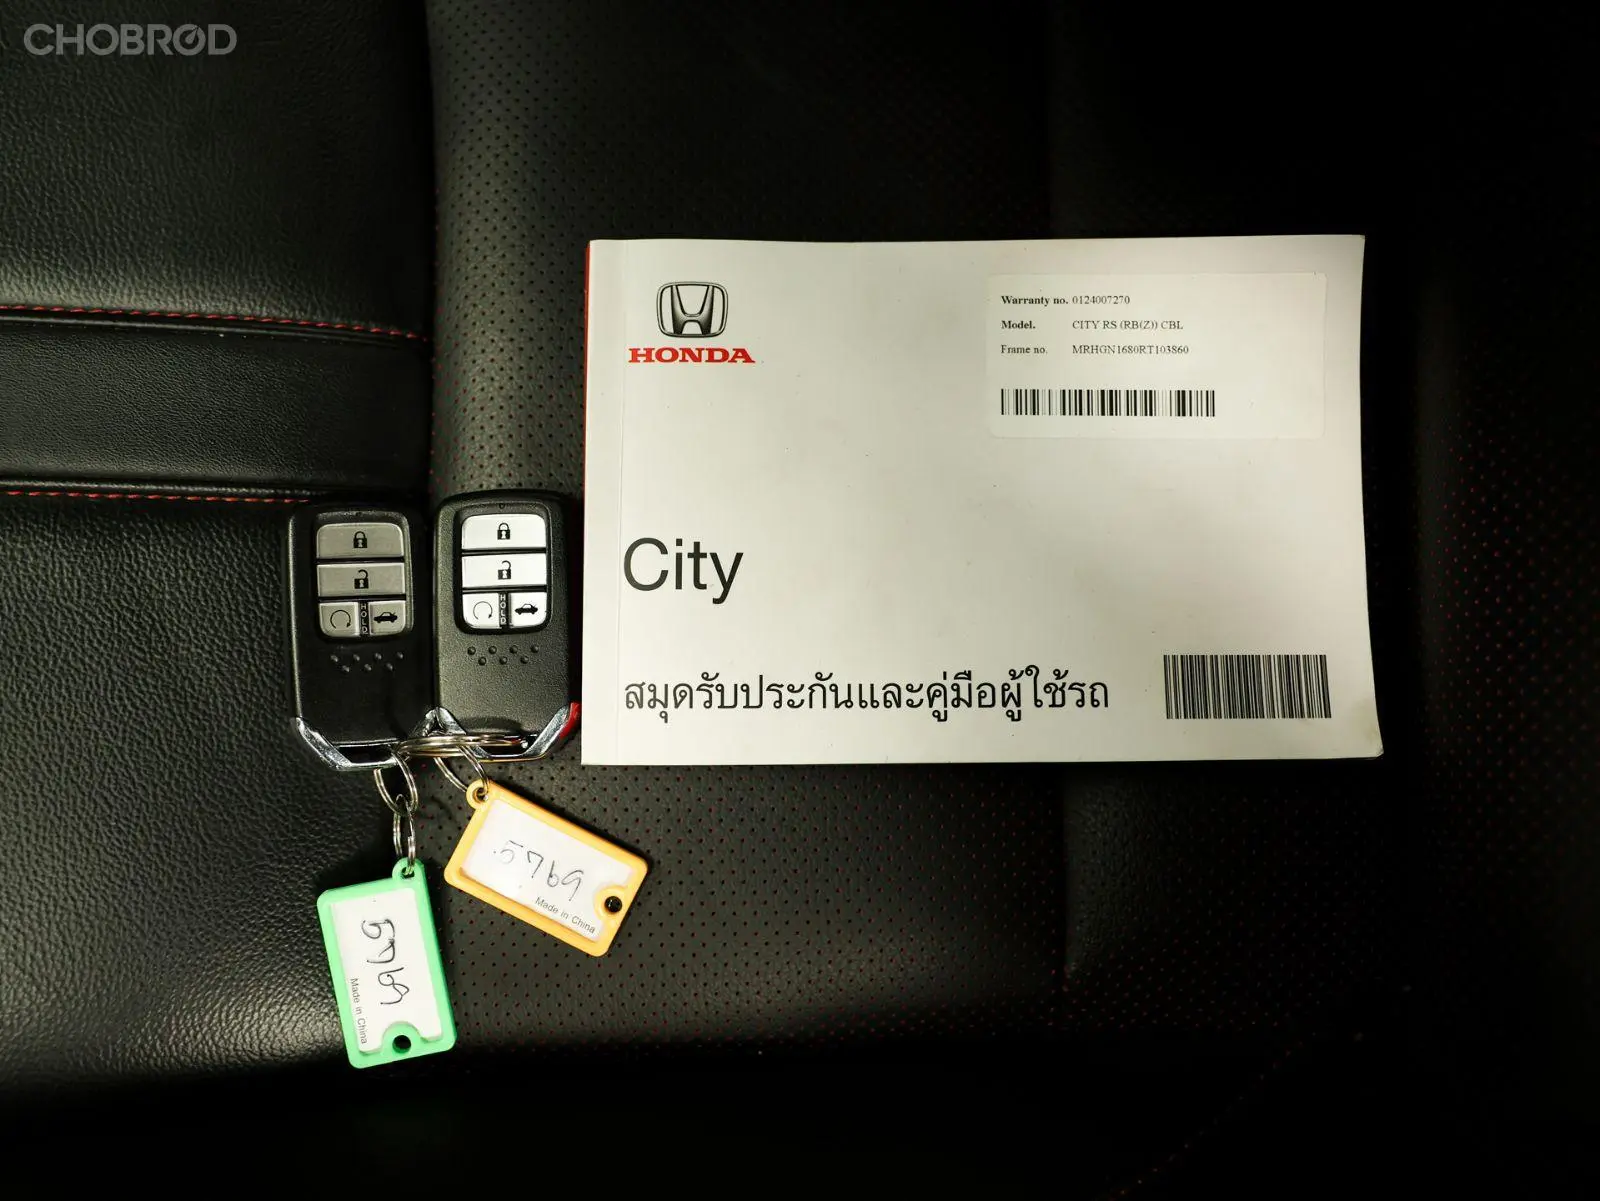 CHOBROD
HONDA
Warranty no. 0124007270
Model. CITY RS (RB(Z)) CBL
Frame no. MRHGN1680RT103860
City
สมุดรับประกันและคู่มือผู้ใช้รถ
HOLD
HOLD
Made in China
Made in China